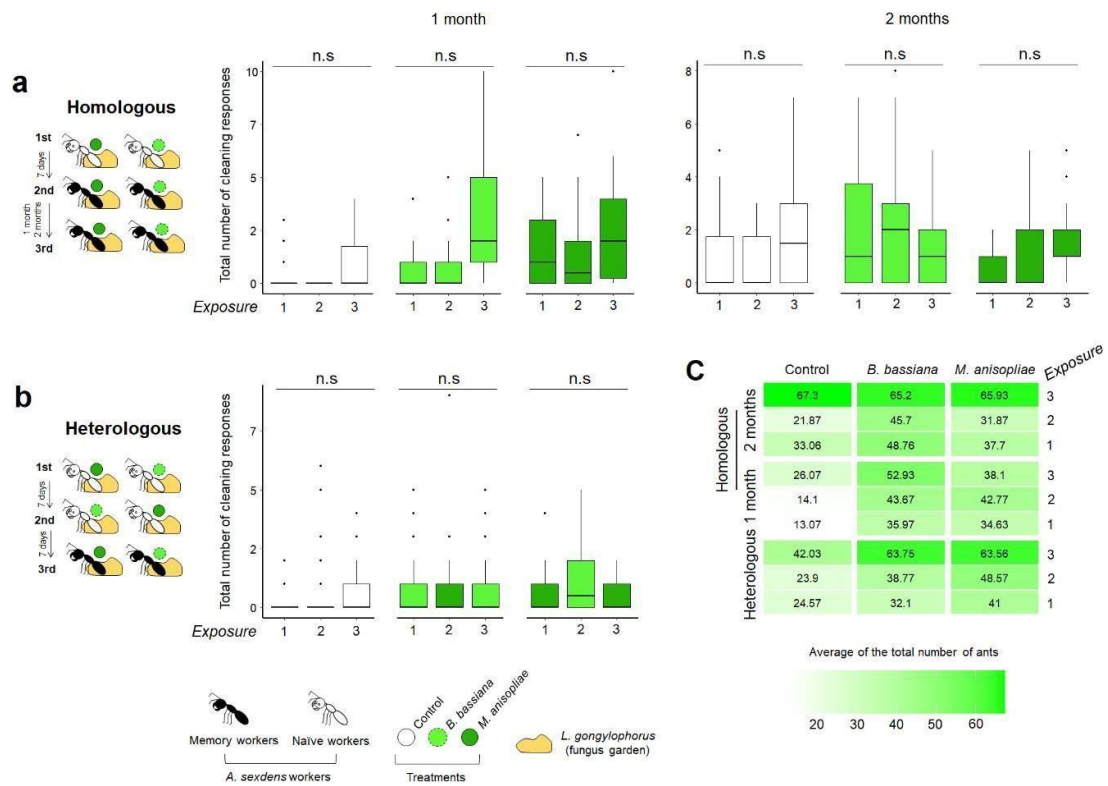 1 month
2 months
a
Homologous
1st
7 days
2nd
1 month
2 months
3rd
Total number of cleaning responses
10
7
5
2
0
n.s
n.s
n.s
Exposure
1 2 3
1 2 3
1 2 3
8
6
4
2
0
n.s
n.s
n.s
1 2 3
1 2 3
1 2 3
b
Heterologous
1st
7 days
2nd
7 days
3rd
Total number of cleaning responses
7
5
2
0
n.s
n.s
n.s
Exposure
1 2 3
1 2 3
1 2 3
C
Control B. bassiana M. anisopliae Exposure
Homologous
2 months
67.3 65.2 65.93 3
21.87 45.7 31.87 2
33.06 48.76 37.7 1
1 month
26.07 52.93 38.1 3
14.1 43.67 42.77 2
13.07 35.97 34.63 1
Heterologous
42.03 63.75 63.56 3
23.9 38.77 48.57 2
24.57 32.1 41 1
Average of the total number of ants
20 30 40 50 60
Memory workers
Naïve workers
A. sexdens workers
Control
B. bassiana
M. anisopliae
Treatments
L. gongylophorus
(fungus garden)